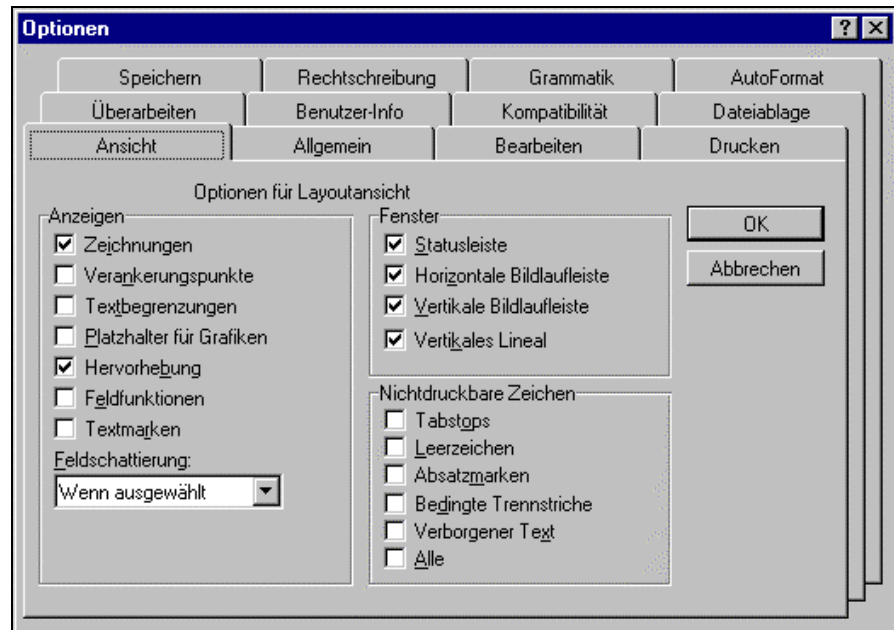 Optionen
Speichern Rechtschreibung Grammatik AutoFormat
Überarbeiten Benutzer-Info Kompatibilität Dateiablage
Ansicht Allgemein Bearbeiten Drucken
Optionen für Layoutansicht
Anzeigen
Zeichnungen
Verankerungspunkte
Textbegrenzungen
Platzhalter für Grafiken
Hervorhebung
Feldfunktionen
Textmarken
Feldschattierung:
Wenn ausgewählt
Fenster
Statusleiste
Horizontale Bildlaufleiste
Vertikale Bildlaufleiste
Vertikales Lineal
Nichtdruckbare Zeichen
Tabstops
Leerzeichen
Absatzmarken
Bedingte Trennstriche
Verborgener Text
Alle
OK
Abbrechen